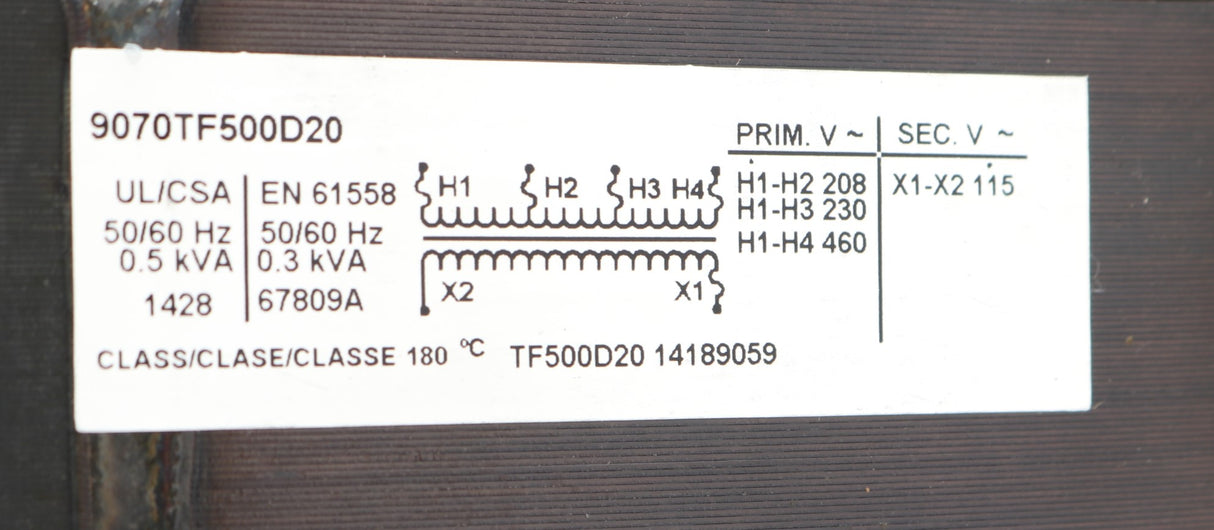 9070TF500D20
UL/CSA EN 61558
50/60 Hz 50/60 Hz
0.5 kVA 0.3 kVA
1428 67809A
H1 H2 H3 H4
X2 X1
PRIM. V ~ SEC. V ~
H1-H2 208 X1-X2 115
H1-H3 230
H1-H4 460
CLASS/CLASE/CLASSE 180 °C TF500D20 14189059